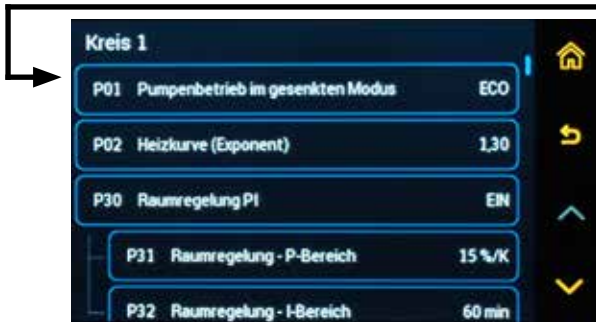 Kreis 1
P01 Pumpenbetrieb im gesenkten Modus ECO
P02 Heizkurve (Exponent) 1,30
P30 Raumregelung PI EIN
P31 Raumregelung - P-Bereich 15 %/K
P32 Raumregelung - I-Bereich 60 min